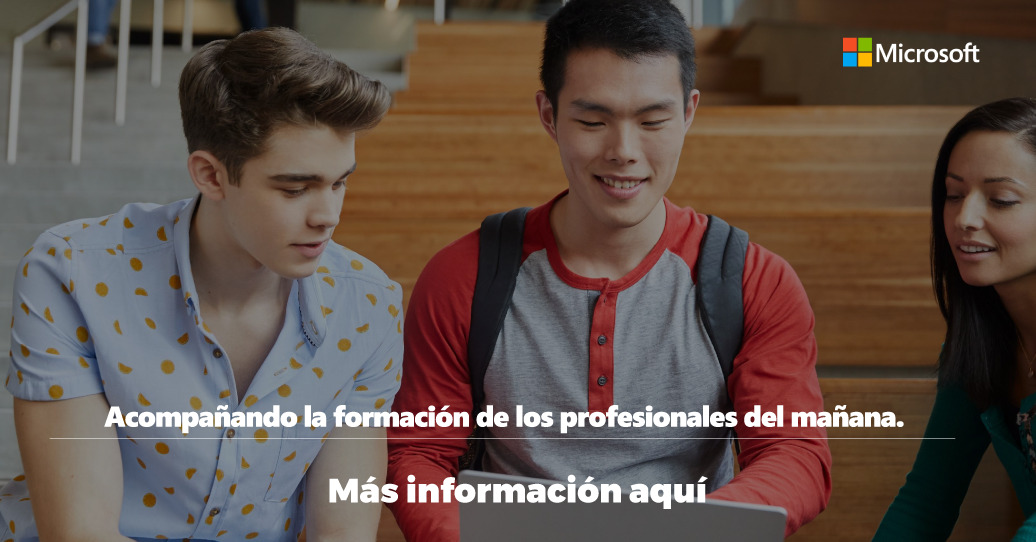 Microsoft
Acompañando la formación de los profesionales del mañana.
Más información aquí